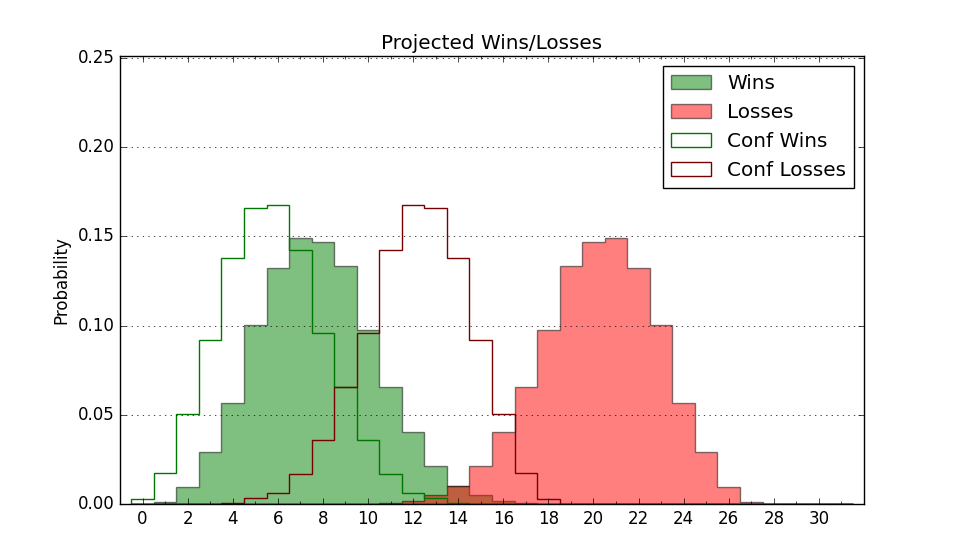 Projected Wins/Losses
0.25
0.20
0.15
0.10
0.05
0.00
Probability
Wins
Losses
Conf Wins
Conf Losses
0 2 4 6 8 10 12 14 16 18 20 22 24 26 28 30